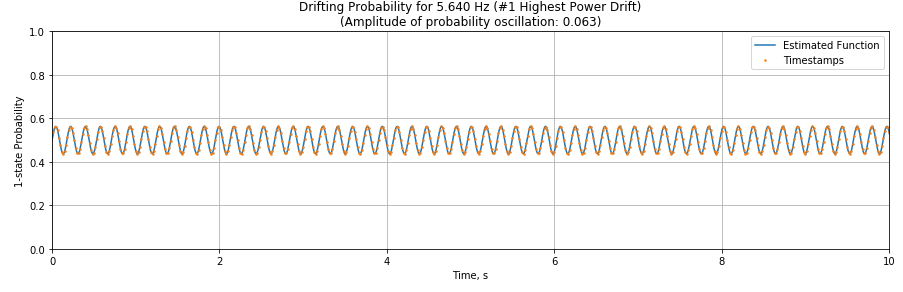 Drifting Probability for 5.640 Hz (#1 Highest Power Drift)
(Amplitude of probability oscillation: 0.063)
1-state Probability
1.0
0.8
0.6
0.4
0.2
0.0
Estimated Function
Timestamps
0 2 4 6 8 10
Time, s